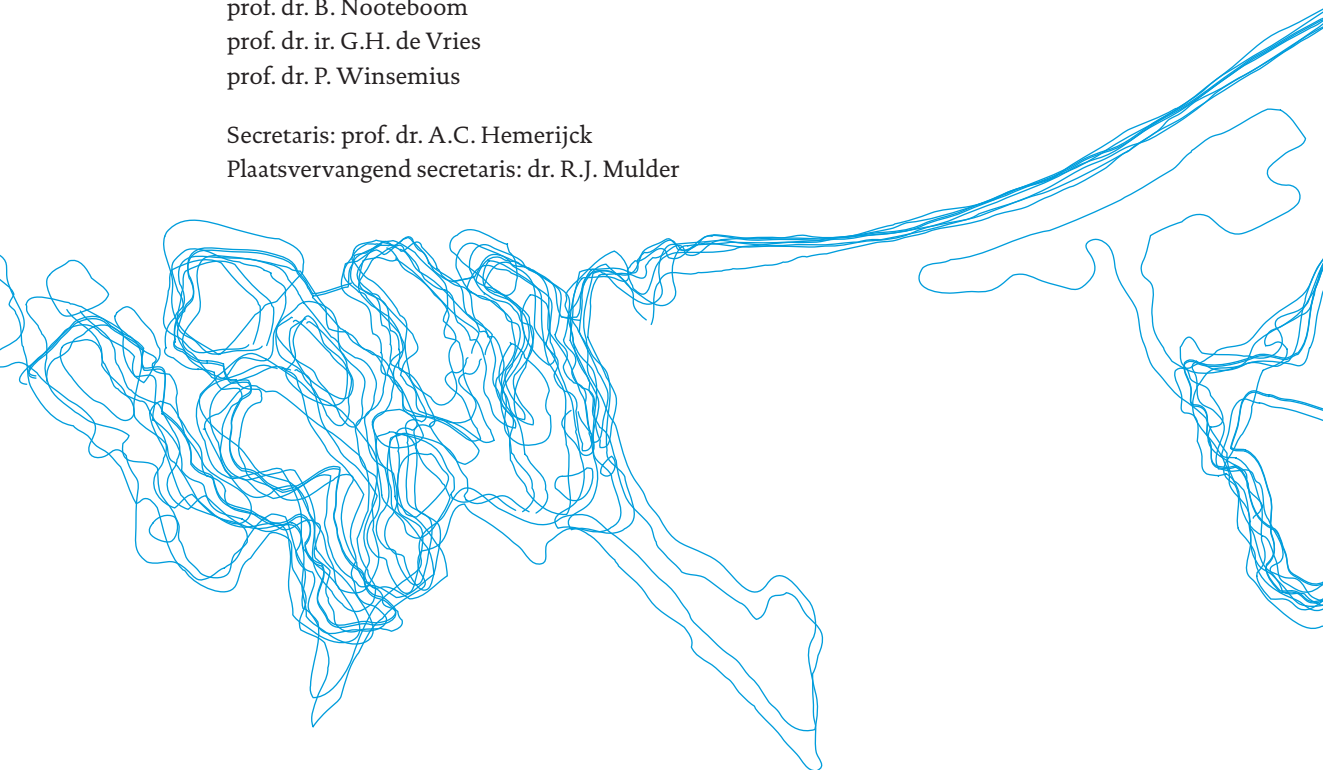 prof. dr. B. Nooteboom
prof. dr. ir. G.H. de Vries
prof. dr. P. Winsemius
Secretaris: prof. dr. A.C. Hemerijck
Plaatsvervangend secretaris: dr. R.J. Mulder